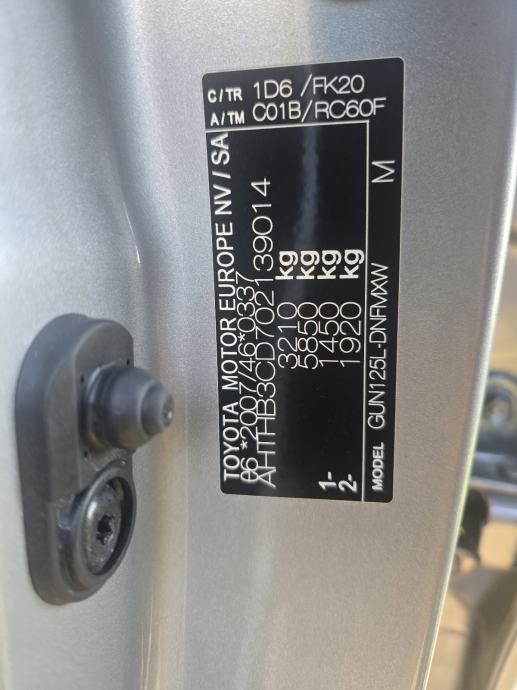 TOYOTA MOTOR EUROPE NV / SA
e6 *2007/46*0337
AHTHB3CD702139014
3210 kg
5850 kg
1- 1450 kg
2- 1920 kg
MODEL GUN125L-DNFMXW M
C/TR 1D6 /FK20
A/TM C01B/RC60F